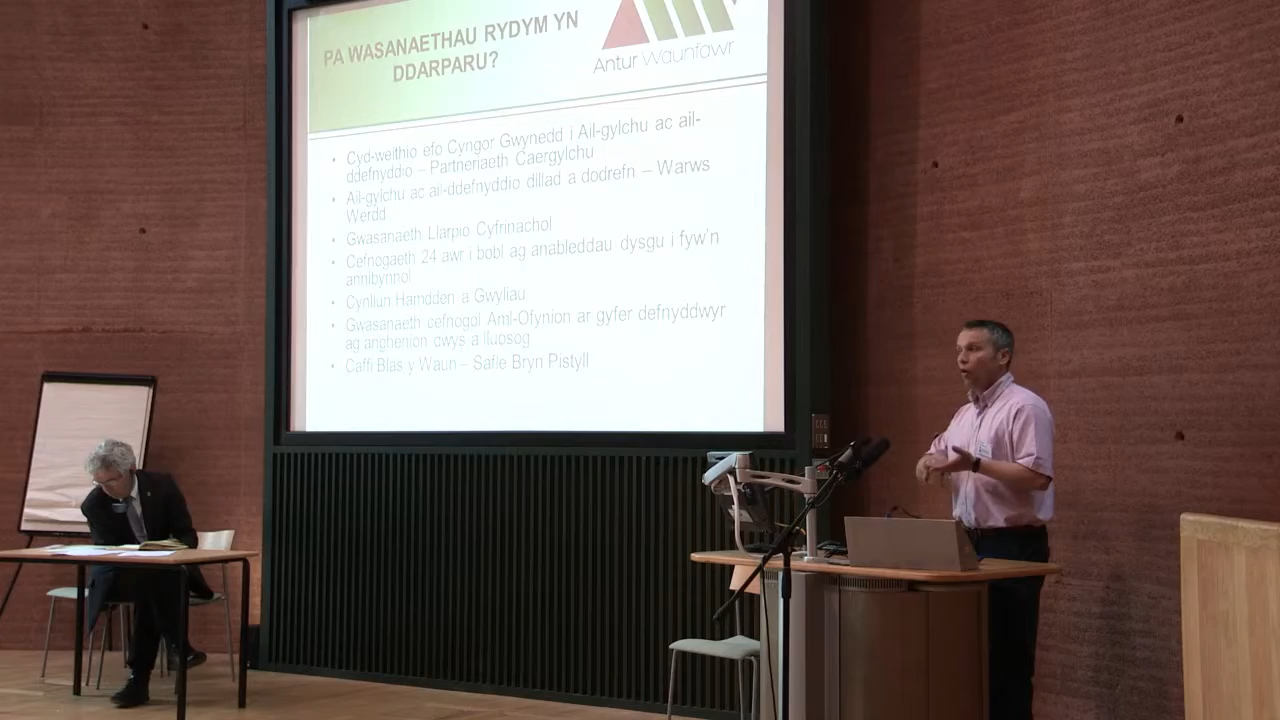 PA WASANAETHAU RYDYM YN
DDARPARU?
Antur Waunfawr
• Cyd-weithio efo Cyngor Gwynedd i Ail-gylchu ac ail-
ddefnyddio – Partneriaeth Caergylchu
• Ail-gylchu ac ail-ddefnyddio dillad a dodrefn – Warws
Werdd
• Gwasanaeth Llarpio Cyfrinachol
• Cefnogaeth 24 awr i bobl ag anableddau dysgu i fyw'n
annibynnol
• Cynllun Hamdden a Gwyliau
• Gwasanaeth cefnogol Aml-Ofynion ar gyfer defnyddwyr
ag anghenion dwys a lluosog
• Caffi Blas y Waun – Safle Bryn Pistyll